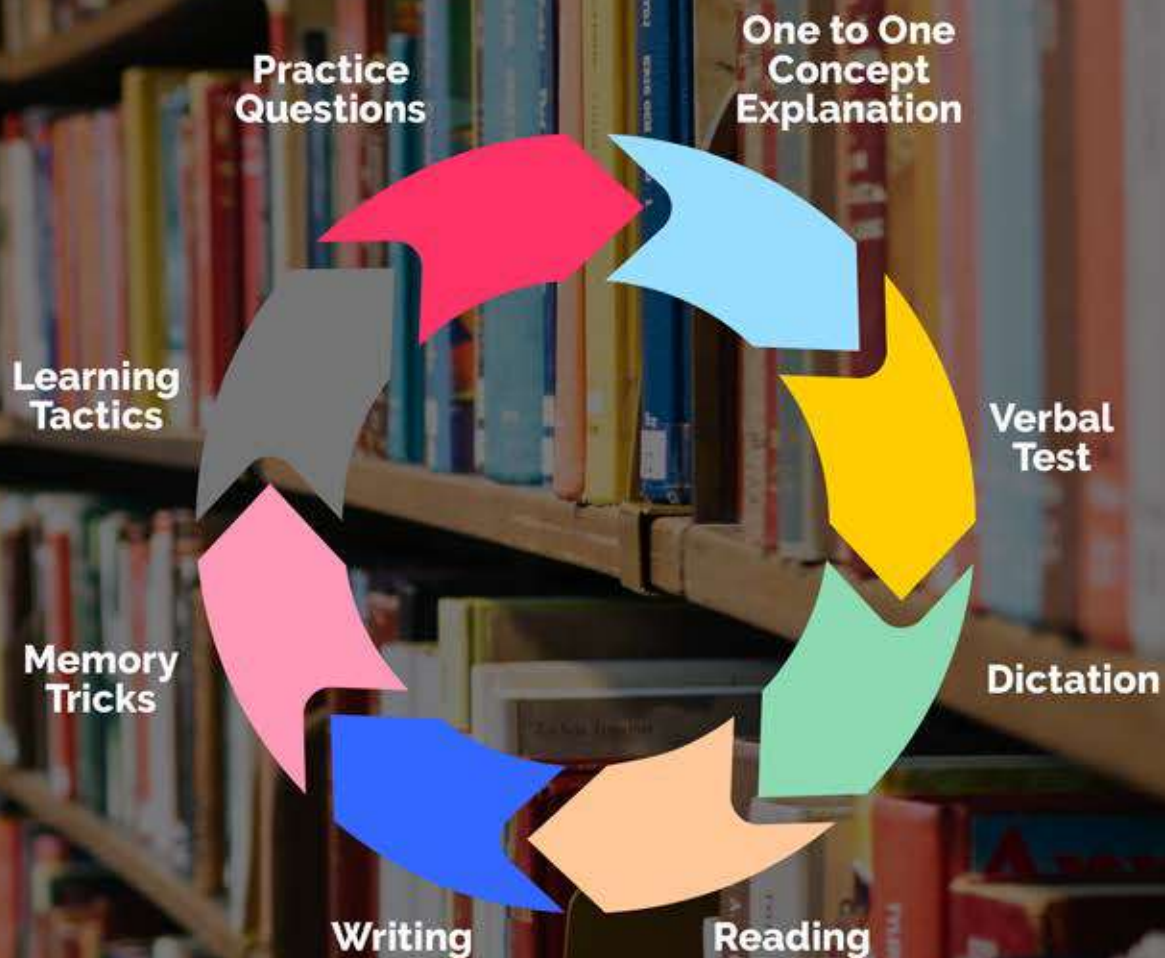 One to One
Concept
Explanation
Verbal
Test
Dictation
Reading
Writing
Memory
Tricks
Learning
Tactics
Practice
Questions